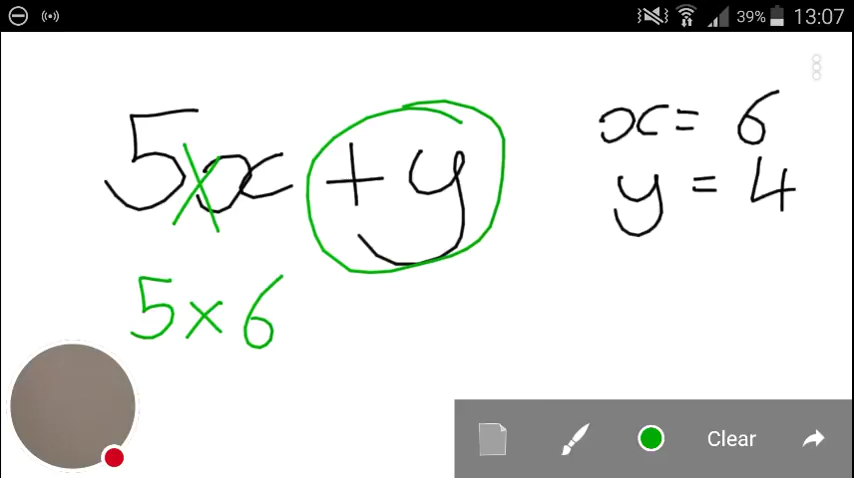 39% 13:07
5x + y
x = 6
y = 4
5 × 6
Clear